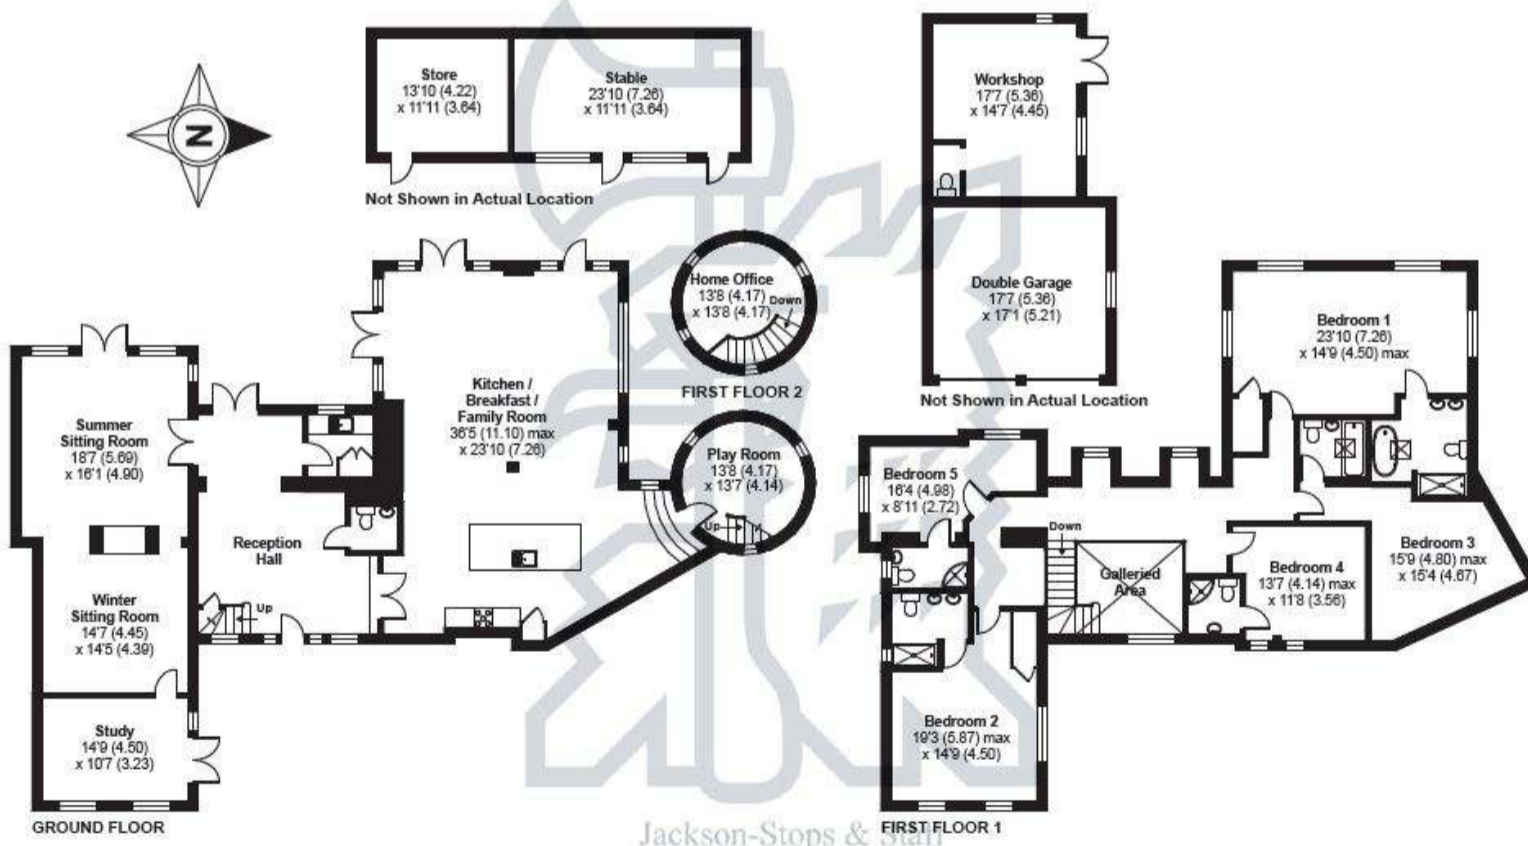 Store
13'10 (4.22)
x 11'11 (3.64)
Stable
23'10 (7.26)
x 11'11 (3.64)
Not Shown in Actual Location
N
Workshop
17'7 (5.36)
x 14'7 (4.45)
Double Garage
17'7 (5.36)
x 17'1 (5.21)
Not Shown in Actual Location
Home Office
13'8 (4.17)
x 13'8 (4.17)
Down
FIRST FLOOR 2
Play Room
13'8 (4.17)
x 13'7 (4.14)
Up
Kitchen /
Breakfast /
Family Room
36'5 (11.10) max
x 23'10 (7.26)
Summer
Sitting Room
18'7 (5.69)
x 16'1 (4.90)
Reception
Hall
Up
Winter
Sitting Room
14'7 (4.45)
x 14'5 (4.39)
Study
14'9 (4.50)
x 10'7 (3.23)
GROUND FLOOR
Bedroom 1
23'10 (7.26)
x 14'9 (4.50) max
Bedroom 5
16'4 (4.98)
x 8'11 (2.72)
Down
Galleried
Area
Bedroom 4
13'7 (4.14) max
x 11'8 (3.56)
Bedroom 3
15'9 (4.80) max
x 15'4 (4.67)
Bedroom 2
19'3 (5.87) max
x 14'9 (4.50)
FIRST FLOOR 1
Jackson-Stops & Staff